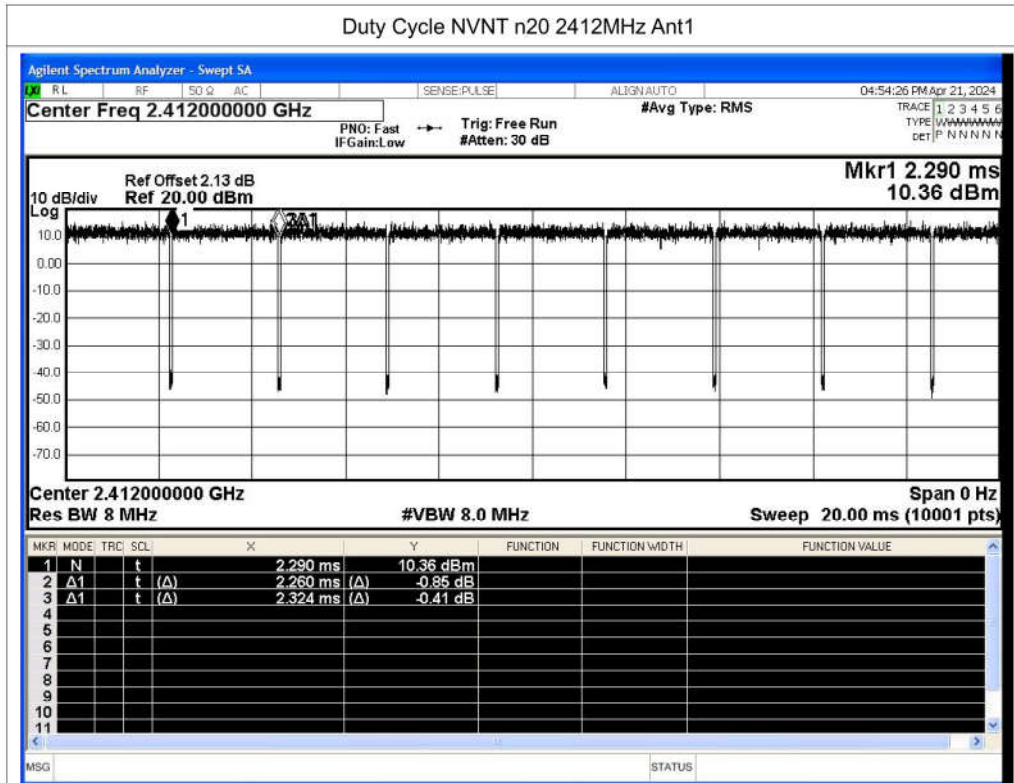 Duty Cycle NVNT n20 2412MHz Ant1
Agilent Spectrum Analyzer - Swept SA
LXI RL RF 50 Ω AC SENSE:PULSE ALIGNAUTO 04:54:26 PM Apr 21, 2024
Center Freq 2.412000000 GHz #Avg Type: RMS TRACE 1 2 3 4 5 6
PNO: Fast Trig: Free Run TYPE
IFGain:Low #Atten: 30 dB DET P N N N N N
Mkr1 2.290 ms
Ref Offset 2.13 dB
10 dB/div Ref 20.00 dBm 10.36 dBm
Log
1 3Δ1
10.0
0.00
-10.0
-20.0
-30.0
-40.0
-50.0
-60.0
-70.0
Center 2.412000000 GHz Span 0 Hz
Res BW 8 MHz #VBW 8.0 MHz Sweep 20.00 ms (10001 pts)
MKR MODE TRC SCL X Y FUNCTION FUNCTION WIDTH FUNCTION VALUE
1 N t 2.290 ms 10.36 dBm
2 Δ1 t (Δ) 2.260 ms (Δ) -0.85 dB
3 Δ1 t (Δ) 2.324 ms (Δ) -0.41 dB
4
5
6
7
8
9
10
11
MSG STATUS